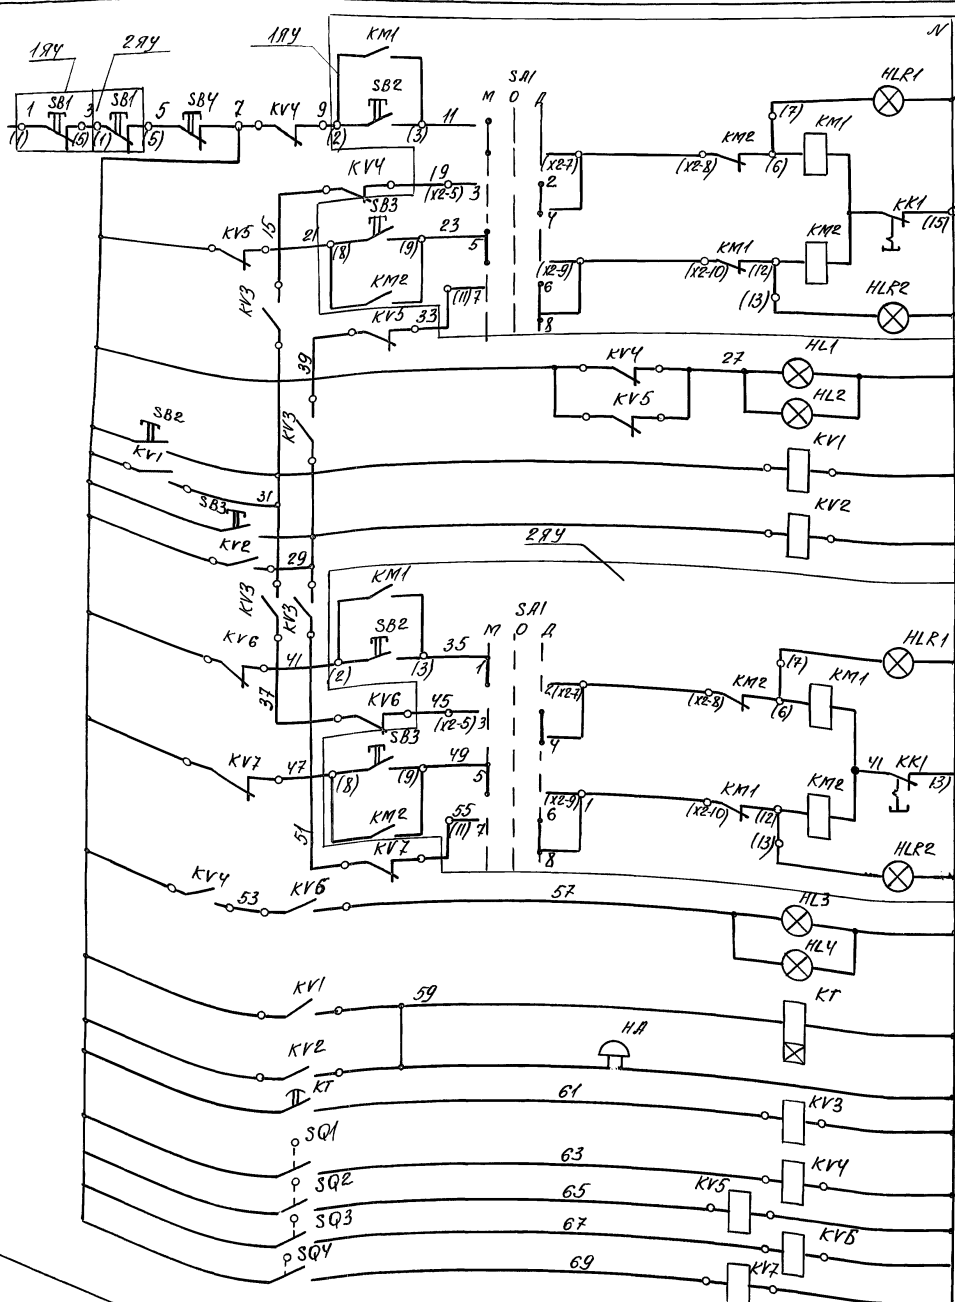 1ЯУ
2ЯУ
1ЯУ
KM1
N
HLR1
1 SB1 3 SB1 5 SB4 7 KV4 9 SB2 11
(1) (5) (1) (5) (2) (3)
SA1
М О Д
(7)
KM2 KM1
(x2-7) (x2-8) (6)
KV4 19
(x2-5) 3
2
4
KK1
(15)
15
KV5 21 SB3 23
(8) (9) 5
KM1 KM2
(x2-9) (x2-10) (12)
KM2
(11) 7
6
(13)
HLR2
KV3
KV5 33
8
39
KV4 27 HL1
KV5 HL2
SB2
KV3
KV1
KV1
31
SB3
KV2
KV2
29
2ЯУ
KV3 KV3
KM1
SA1
М О Д
KV6 41 SB2 35
(2) (3) 1
(7)
HLR1
KM2 KM1
2 (x2-7) (x2-8) (6)
37
KV6 45
(x2-5) 3
4
41 KK1
13)
KV7 47 SB3 49
(8) (9) 5
KM1 KM2
(x2-9) 1 (x2-10) (12)
KM2 55
(11) 7
6
(13)
51
KV7
8
HLR2
KV4 53 KV6 57 HL3
HL4
KV1 59 KT
KV2 HA
KT 61 KV3
SQ1 63 KV4
SQ2 65 KV5
SQ3 67 KV6
SQ4 69 KV7